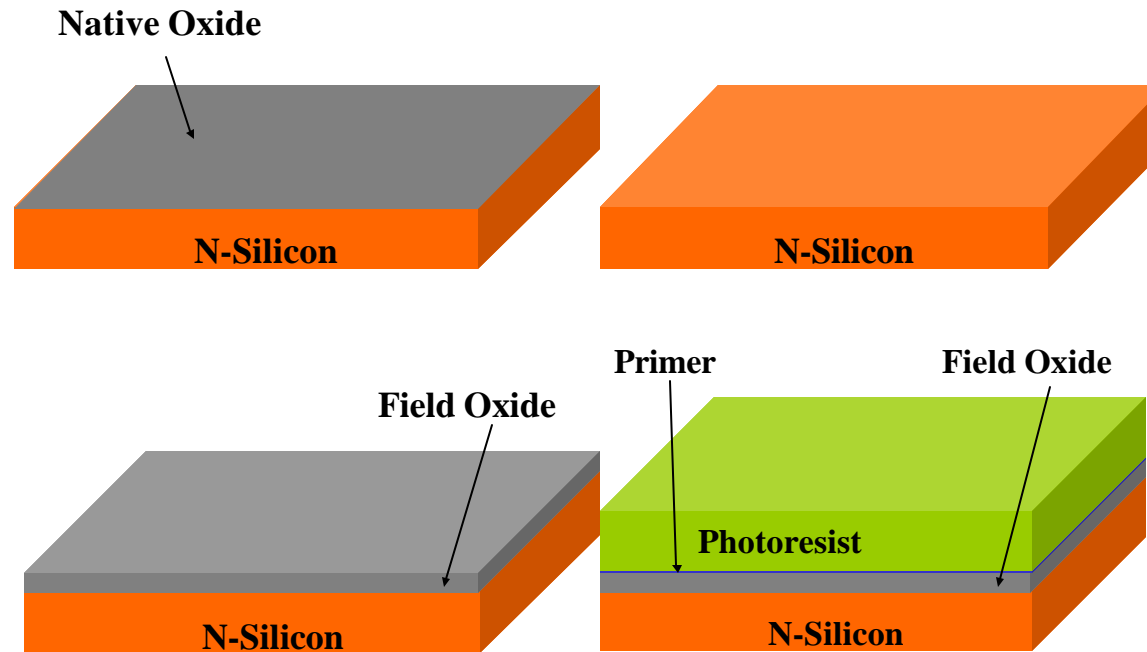 Native Oxide
N-Silicon
N-Silicon
Field Oxide
N-Silicon
Primer
Field Oxide
Photoresist
N-Silicon